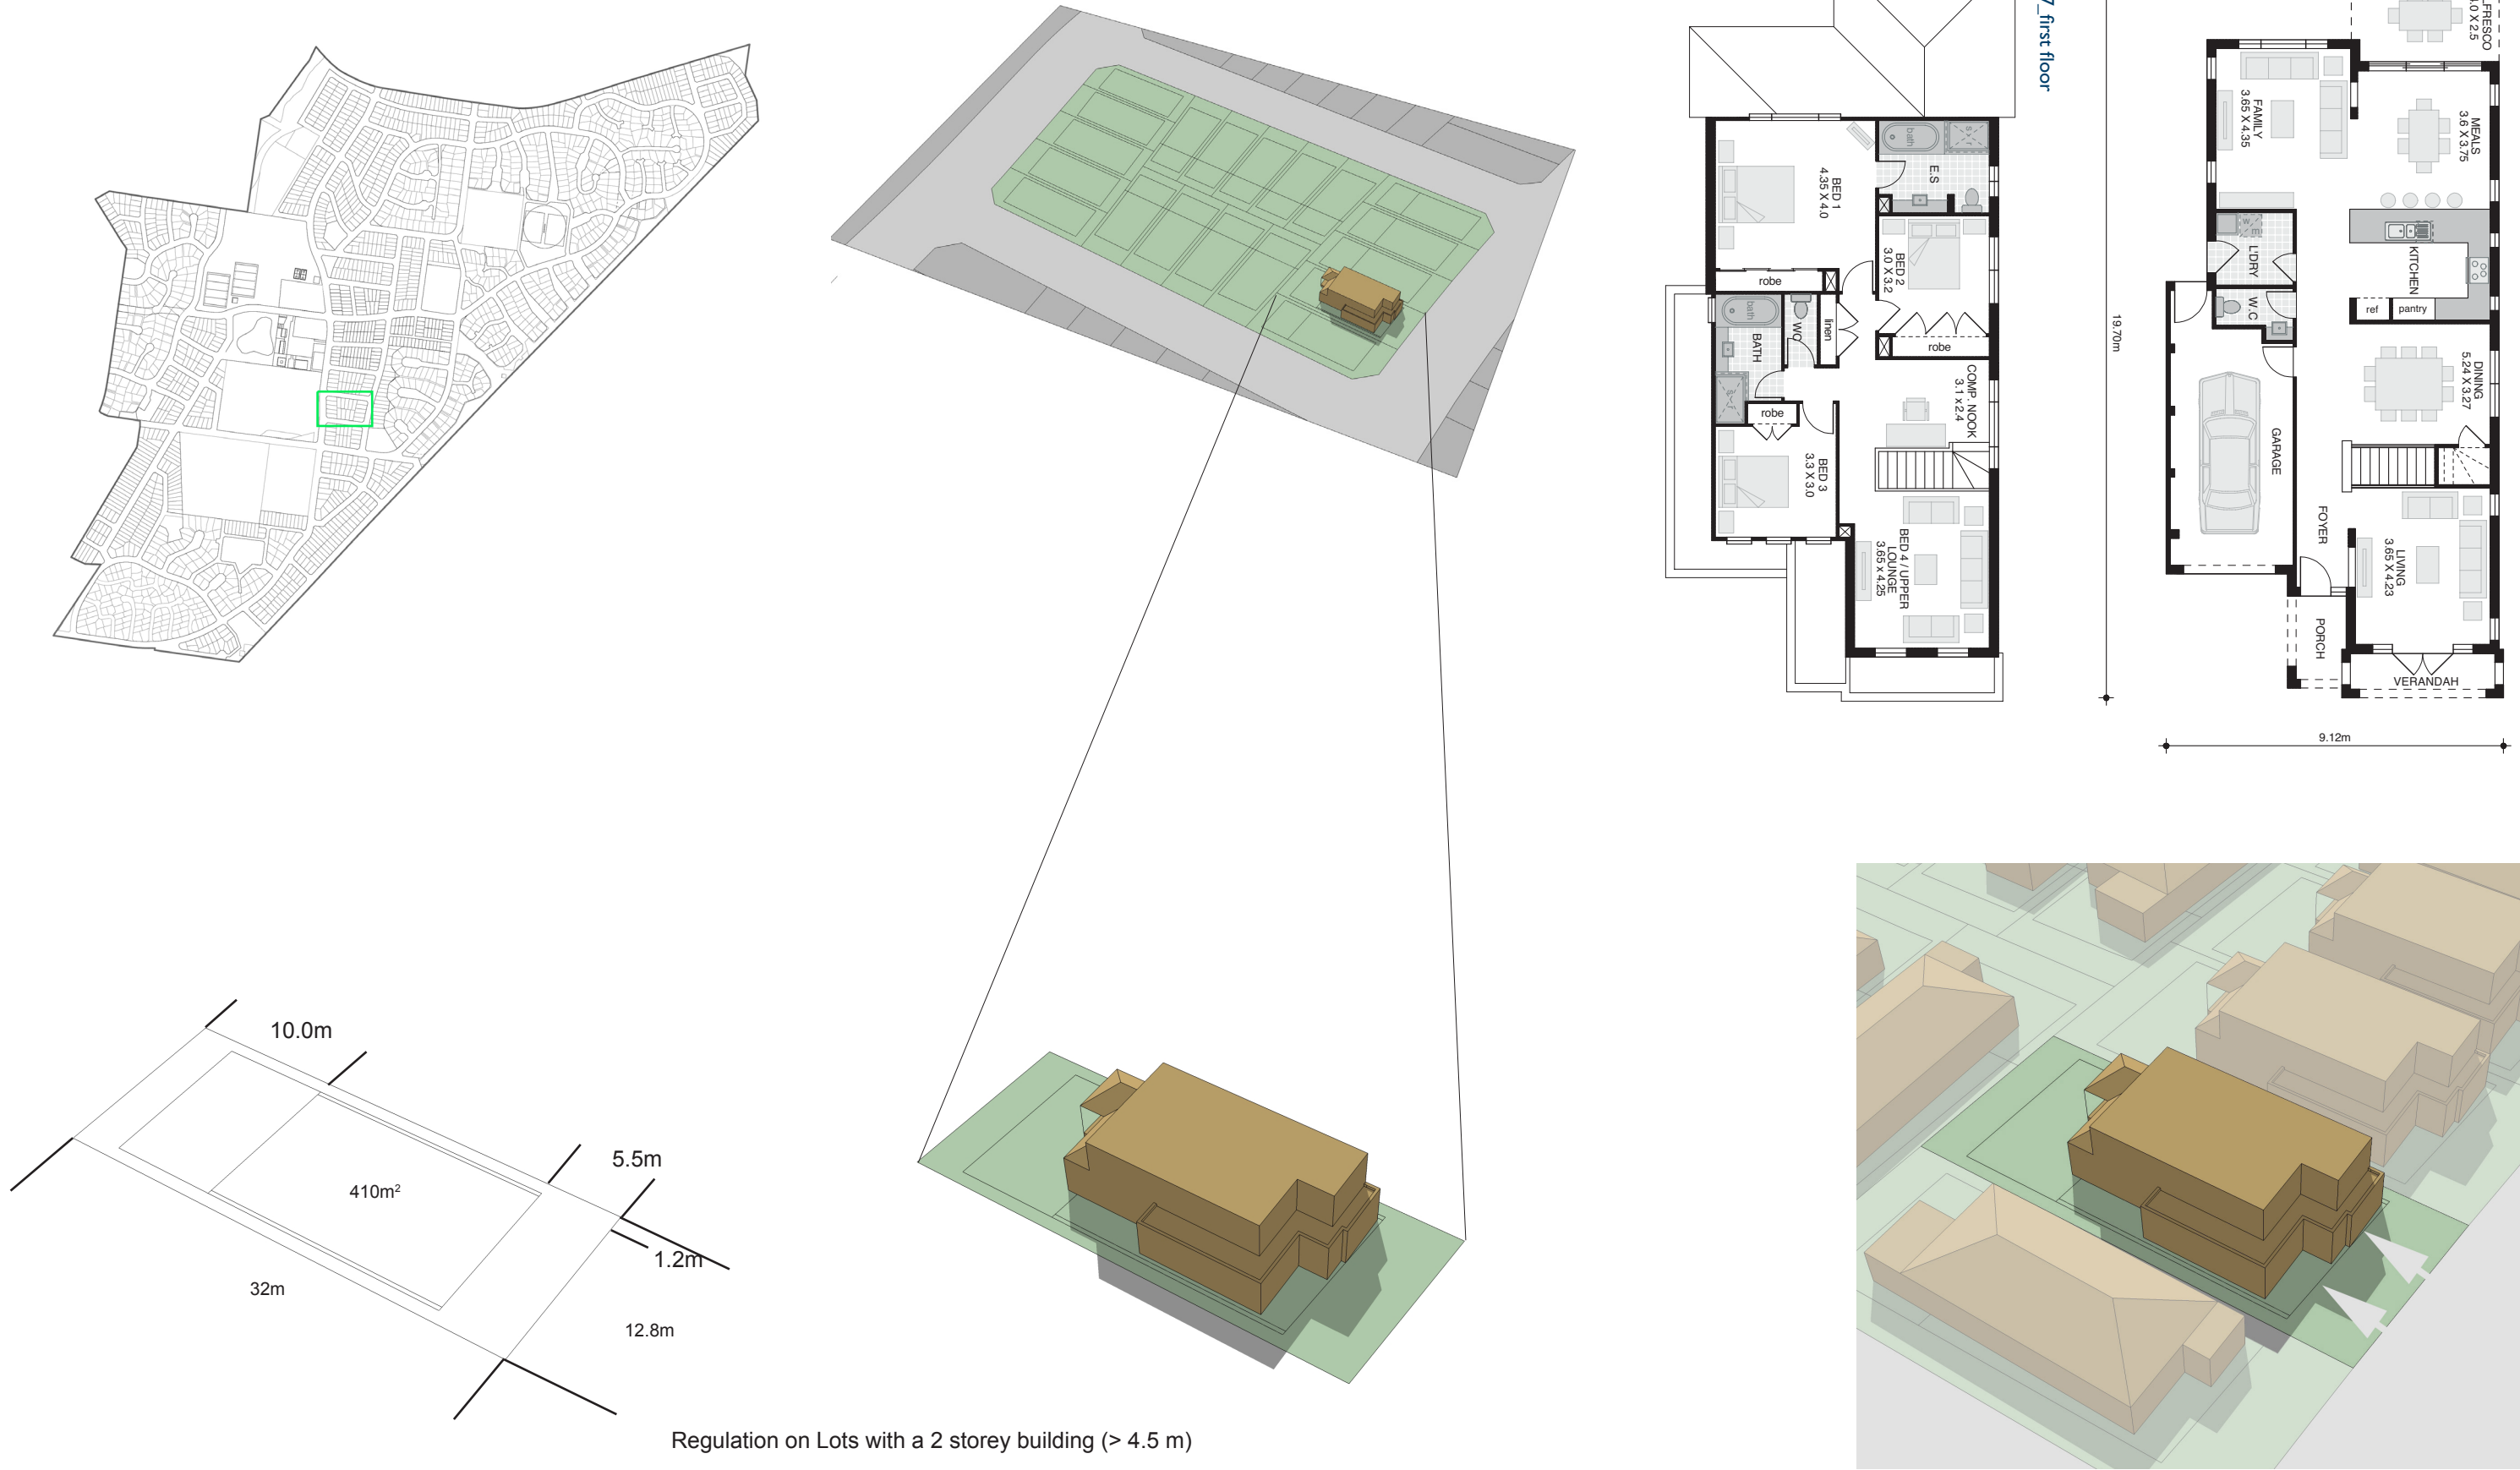 7_first floor
BED 1
4.35 X 4.0
bath
E.S
BED 2
3.0 X 3.2
robe
robe
bath
BATH
WC
linen
robe
BED 3
3.3 X 3.0
COMP. NOOK
3.1 x 2.4
BED 4 / UPPER
LOUNGE
3.65 x 4.25
19.70m
FAMILY
3.65 X 4.35
MEALS
3.6 X 3.75
L'DRY
W.C
KITCHEN
ref
pantry
DINING
5.24 X 3.27
GARAGE
FOYER
LIVING
3.65 X 4.23
PORCH
VERANDAH
9.12m
10.0m
5.5m
410m²
1.2m
32m
12.8m
Regulation on Lots with a 2 storey building (> 4.5 m)